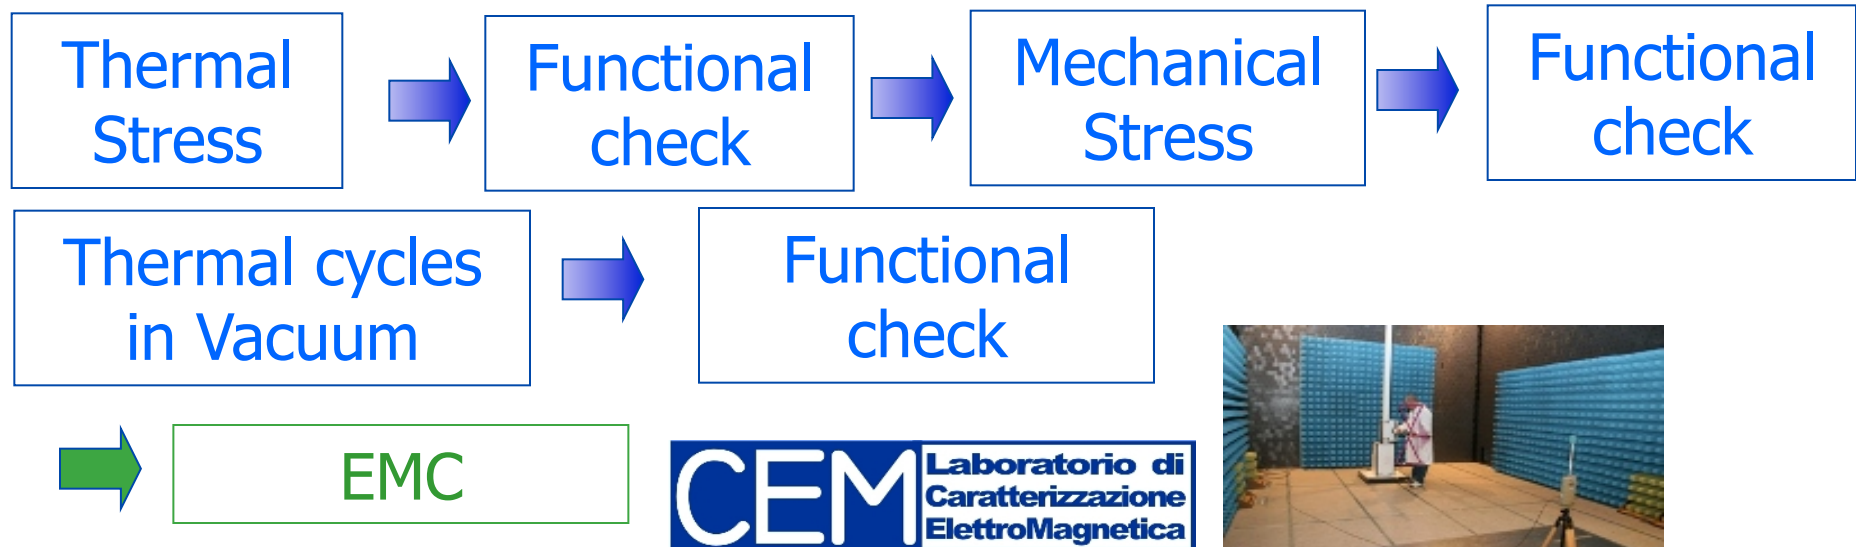 Thermal
Stress
Functional
check
Mechanical
Stress
Functional
check
Thermal cycles
in Vacuum
Functional
check
EMC
CEM
Laboratorio di
Caratterizzazione
ElettroMagnetica